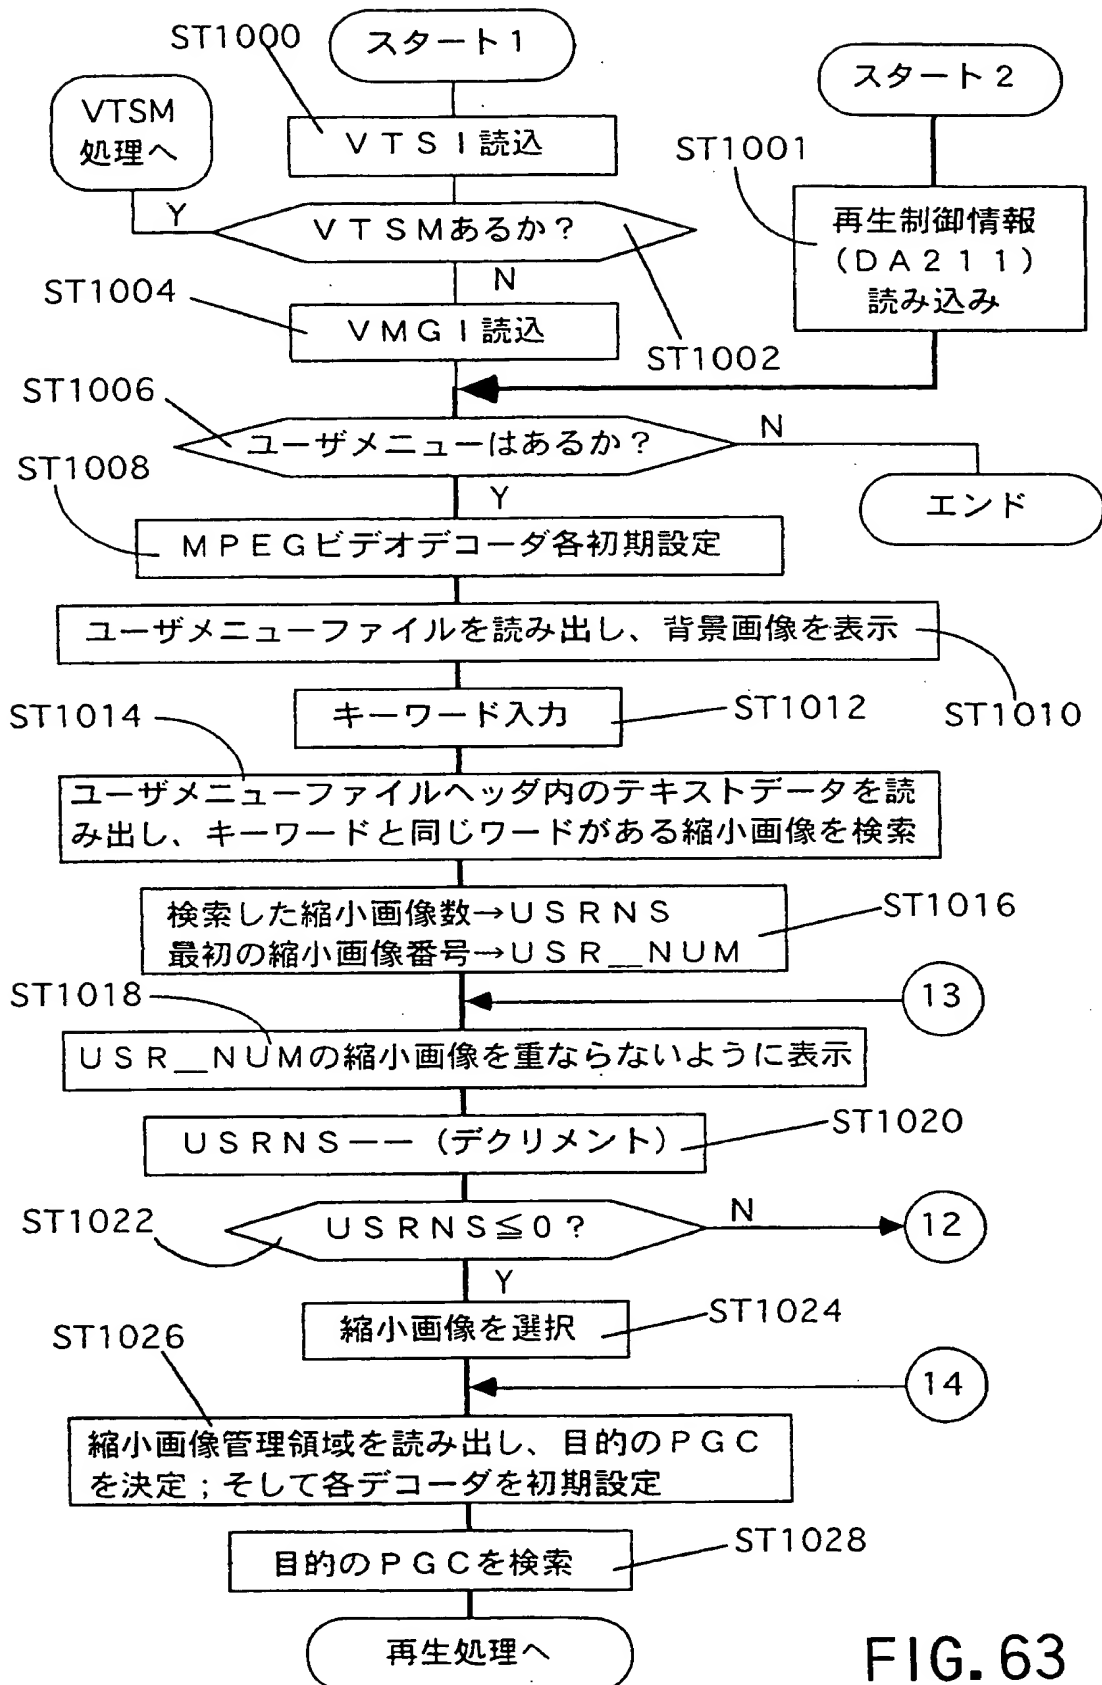 ST1000
スタート1
スタート2
VTSM
処理へ
VTSI読込
ST1001
Y
VTSMあるか?
再生制御情報
(DA211)
読み込み
N
ST1004
VMGI読込
ST1002
ST1006
ユーザメニューはあるか?
N
ST1008
Y
エンド
MPEGビデオデコーダ各初期設定
ユーザメニューファイルを読み出し、背景画像を表示
ST1014
キーワード入力
ST1012
ST1010
ユーザメニューファイルヘッダ内のテキストデータを読
み出し、キーワードと同じワードがある縮小画像を検索
検索した縮小画像数→USRNS
最初の縮小画像番号→USR__NUM
ST1016
ST1018
13
USR__NUMの縮小画像を重ならないように表示
USRNS−−(デクリメント)
ST1020
ST1022
USRNS≦0?
N
12
Y
縮小画像を選択
ST1024
ST1026
14
縮小画像管理領域を読み出し、目的のPGC
を決定;そして各デコーダを初期設定
目的のPGCを検索
ST1028
再生処理へ
FIG. 63